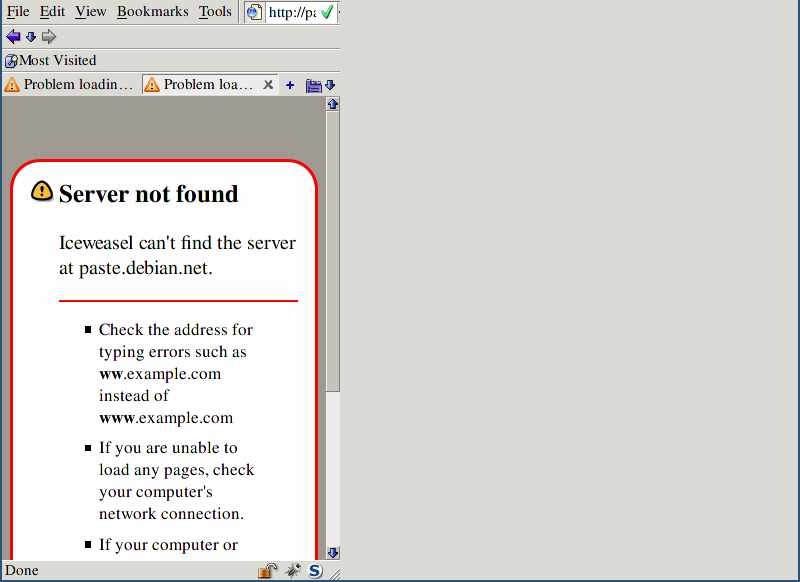 File Edit View Bookmarks Tools http://pa
Most Visited
Problem loadin... Problem loa...
Server not found
Iceweasel can't find the server
at paste.debian.net.
Check the address for
typing errors such as
ww.example.com
instead of
www.example.com
If you are unable to
load any pages, check
your computer's
network connection.
If your computer or
Done S